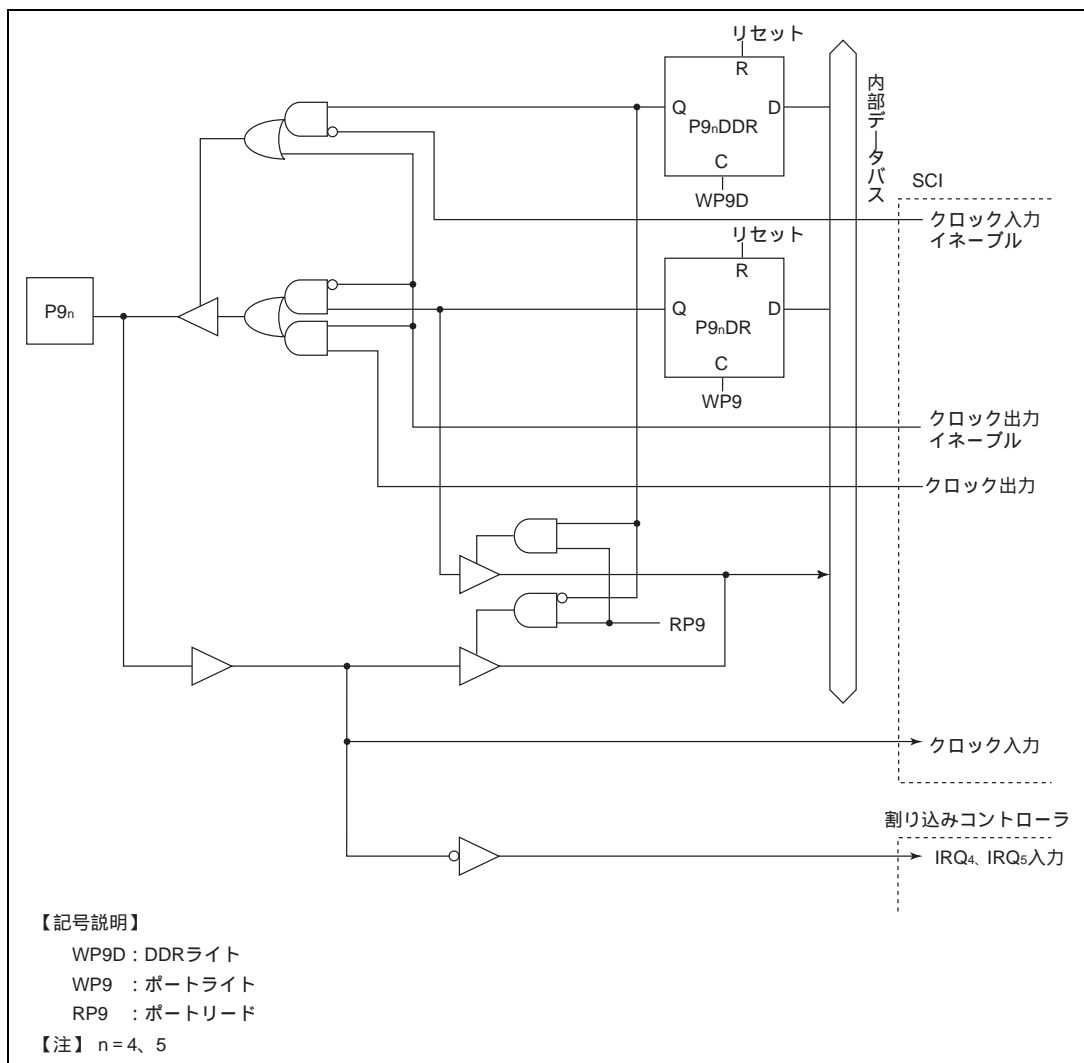 リセット
R
Q
D
P9nDDR
C
WP9D
内部データバス
SCI
クロック入力
イネーブル
リセット
R
P9n
Q
D
P9nDR
C
WP9
クロック出力
イネーブル
クロック出力
RP9
クロック入力
割り込みコントローラ
IRQ4、IRQ5入力
【記号説明】
WP9D：DDRライト
WP9 ：ポートライト
RP9 ：ポートリード
【注】 n = 4、5